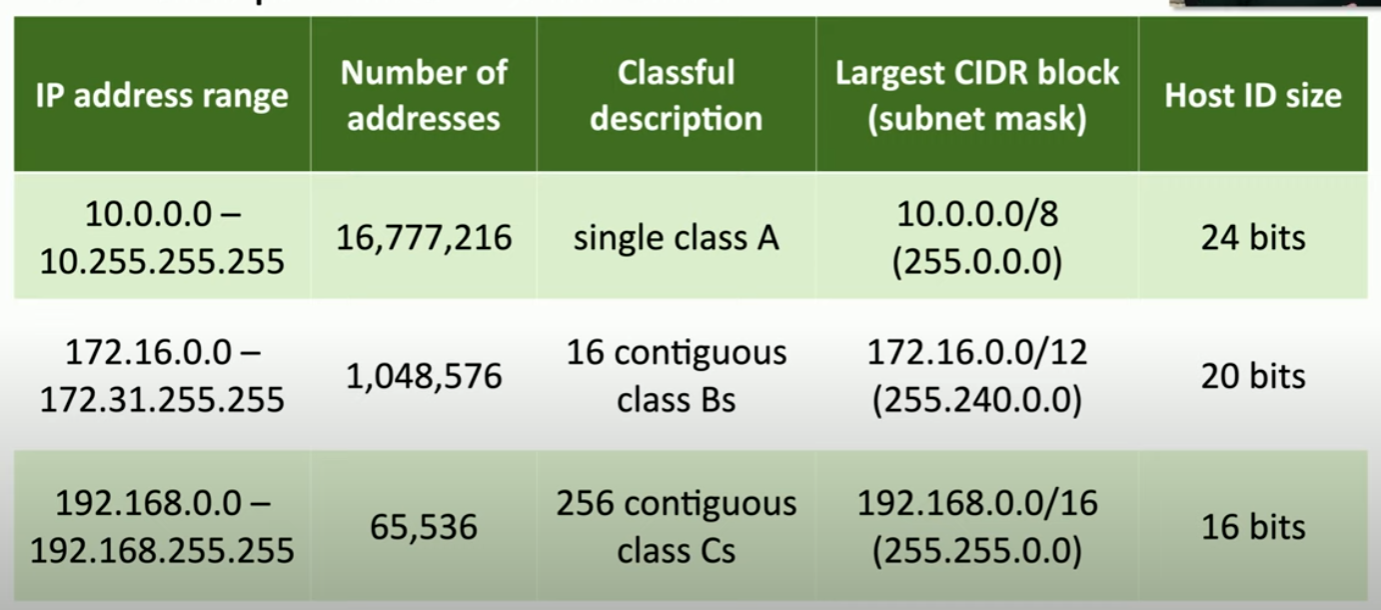 IP address range
Number of
addresses
Classful
description
Largest CIDR block
(subnet mask)
Host ID size
10.0.0.0 –
10.255.255.255
16,777,216
single class A
10.0.0.0/8
(255.0.0.0)
24 bits
172.16.0.0 –
172.31.255.255
1,048,576
16 contiguous
class Bs
172.16.0.0/12
(255.240.0.0)
20 bits
192.168.0.0 –
192.168.255.255
65,536
256 contiguous
class Cs
192.168.0.0/16
(255.255.0.0)
16 bits